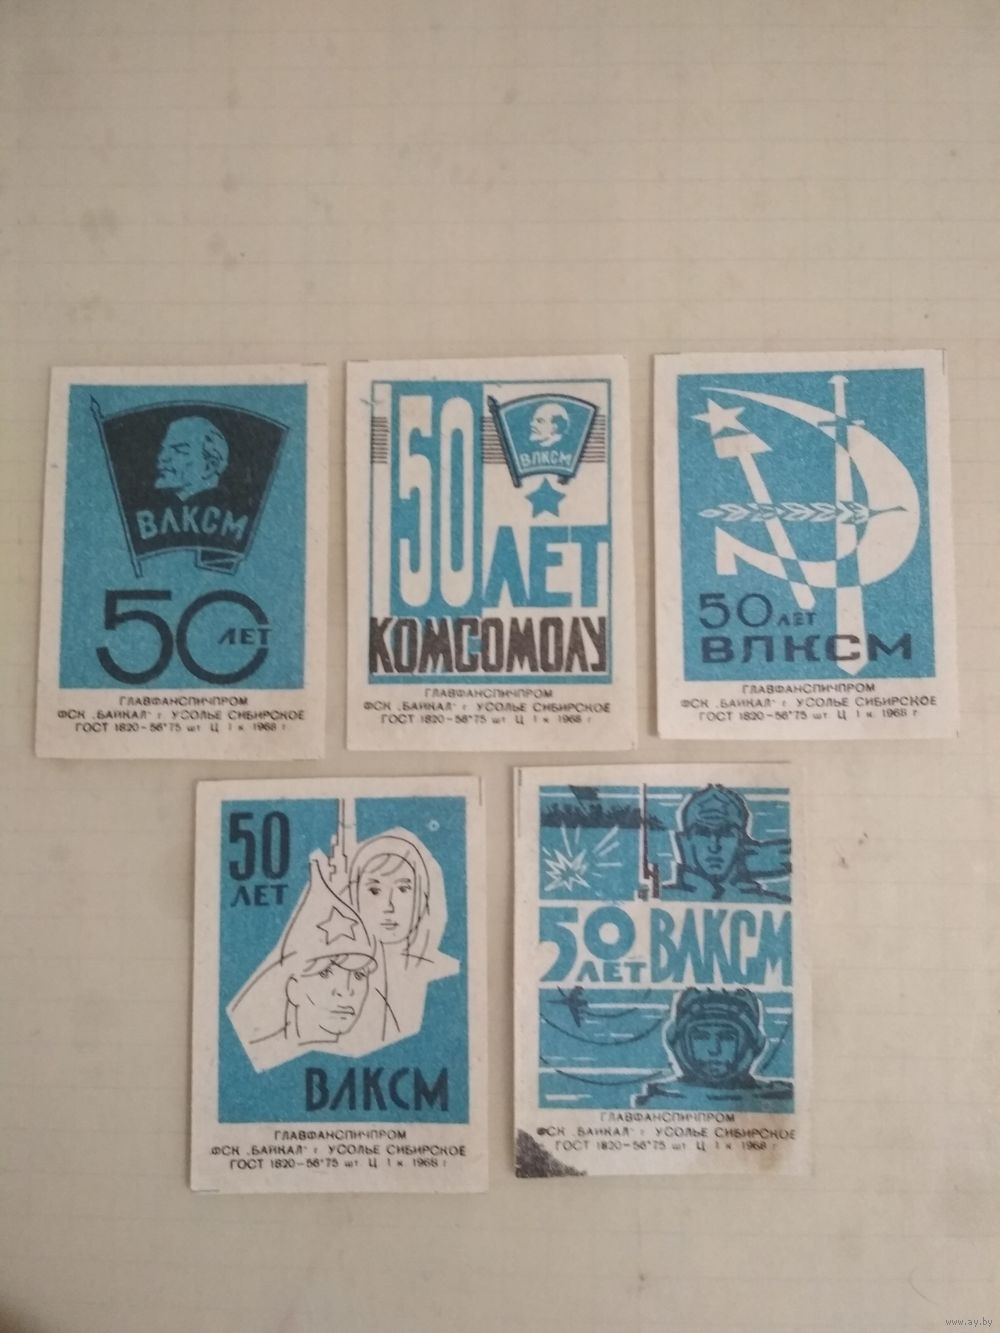 ВЛКСМ
50 ЛЕТ
ГЛАВФАНСПИЧПРОМ
ФСК „БАЙКАЛ" г. УСОЛЬЕ СИБИРСКОЕ
ГОСТ 1820-56*75 шт. Ц. 1 к. 1968 г.
50
ВЛКСМ
ЛЕТ
КОМСОМОЛУ
ГЛАВФАНСПИЧПРОМ
ФСК „БАЙКАЛ" г. УСОЛЬЕ СИБИРСКОЕ
ГОСТ 1820-56*75 шт. Ц. 1 к. 1968 г.
50 ЛЕТ
ВЛКСМ
ГЛАВФАНСПИЧПРОМ
ФСК „БАЙКАЛ" г. УСОЛЬЕ СИБИРСКОЕ
ГОСТ 1820-56*75 шт. Ц. 1 к. 1968 г.
50
ЛЕТ
ВЛКСМ
ГЛАВФАНСПИЧПРОМ
ФСК „БАЙКАЛ" г. УСОЛЬЕ СИБИРСКОЕ
ГОСТ 1820-56*75 шт. Ц. 1 к. 1968 г.
50 ЛЕТ ВЛКСМ
ГЛАВФАНСПИЧПРОМ
ФСК „БАЙКАЛ" г. УСОЛЬЕ СИБИРСКОЕ
ГОСТ 1820-56*75 шт. Ц. 1 к. 1968 г.
www.ay.by